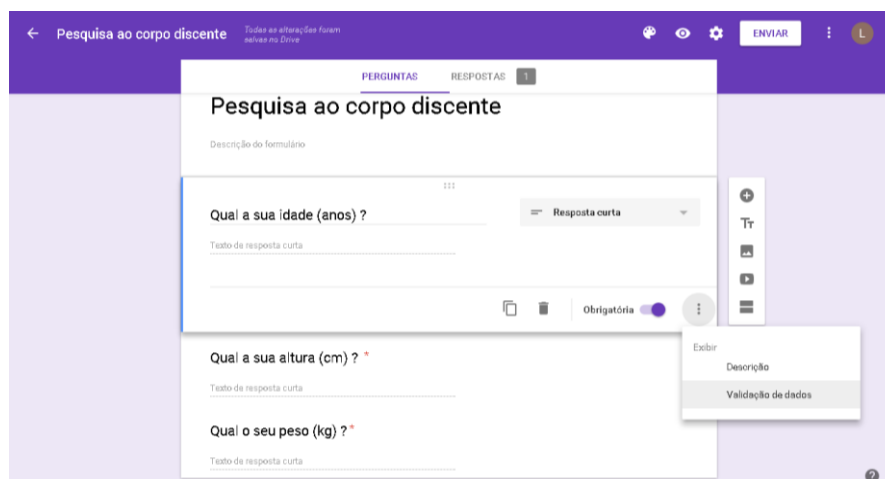 Pesquisa ao corpo discente
Todas as alterações foram
salvas no Drive
ENVIAR
L
PERGUNTAS RESPOSTAS 1
Pesquisa ao corpo discente
Descrição do formulário
Qual a sua idade (anos) ?
Resposta curta
Texto de resposta curta
Obrigatória
Exibir
Descrição
Validação de dados
Qual a sua altura (cm) ? *
Texto de resposta curta
Qual o seu peso (kg) ? *
Texto de resposta curta